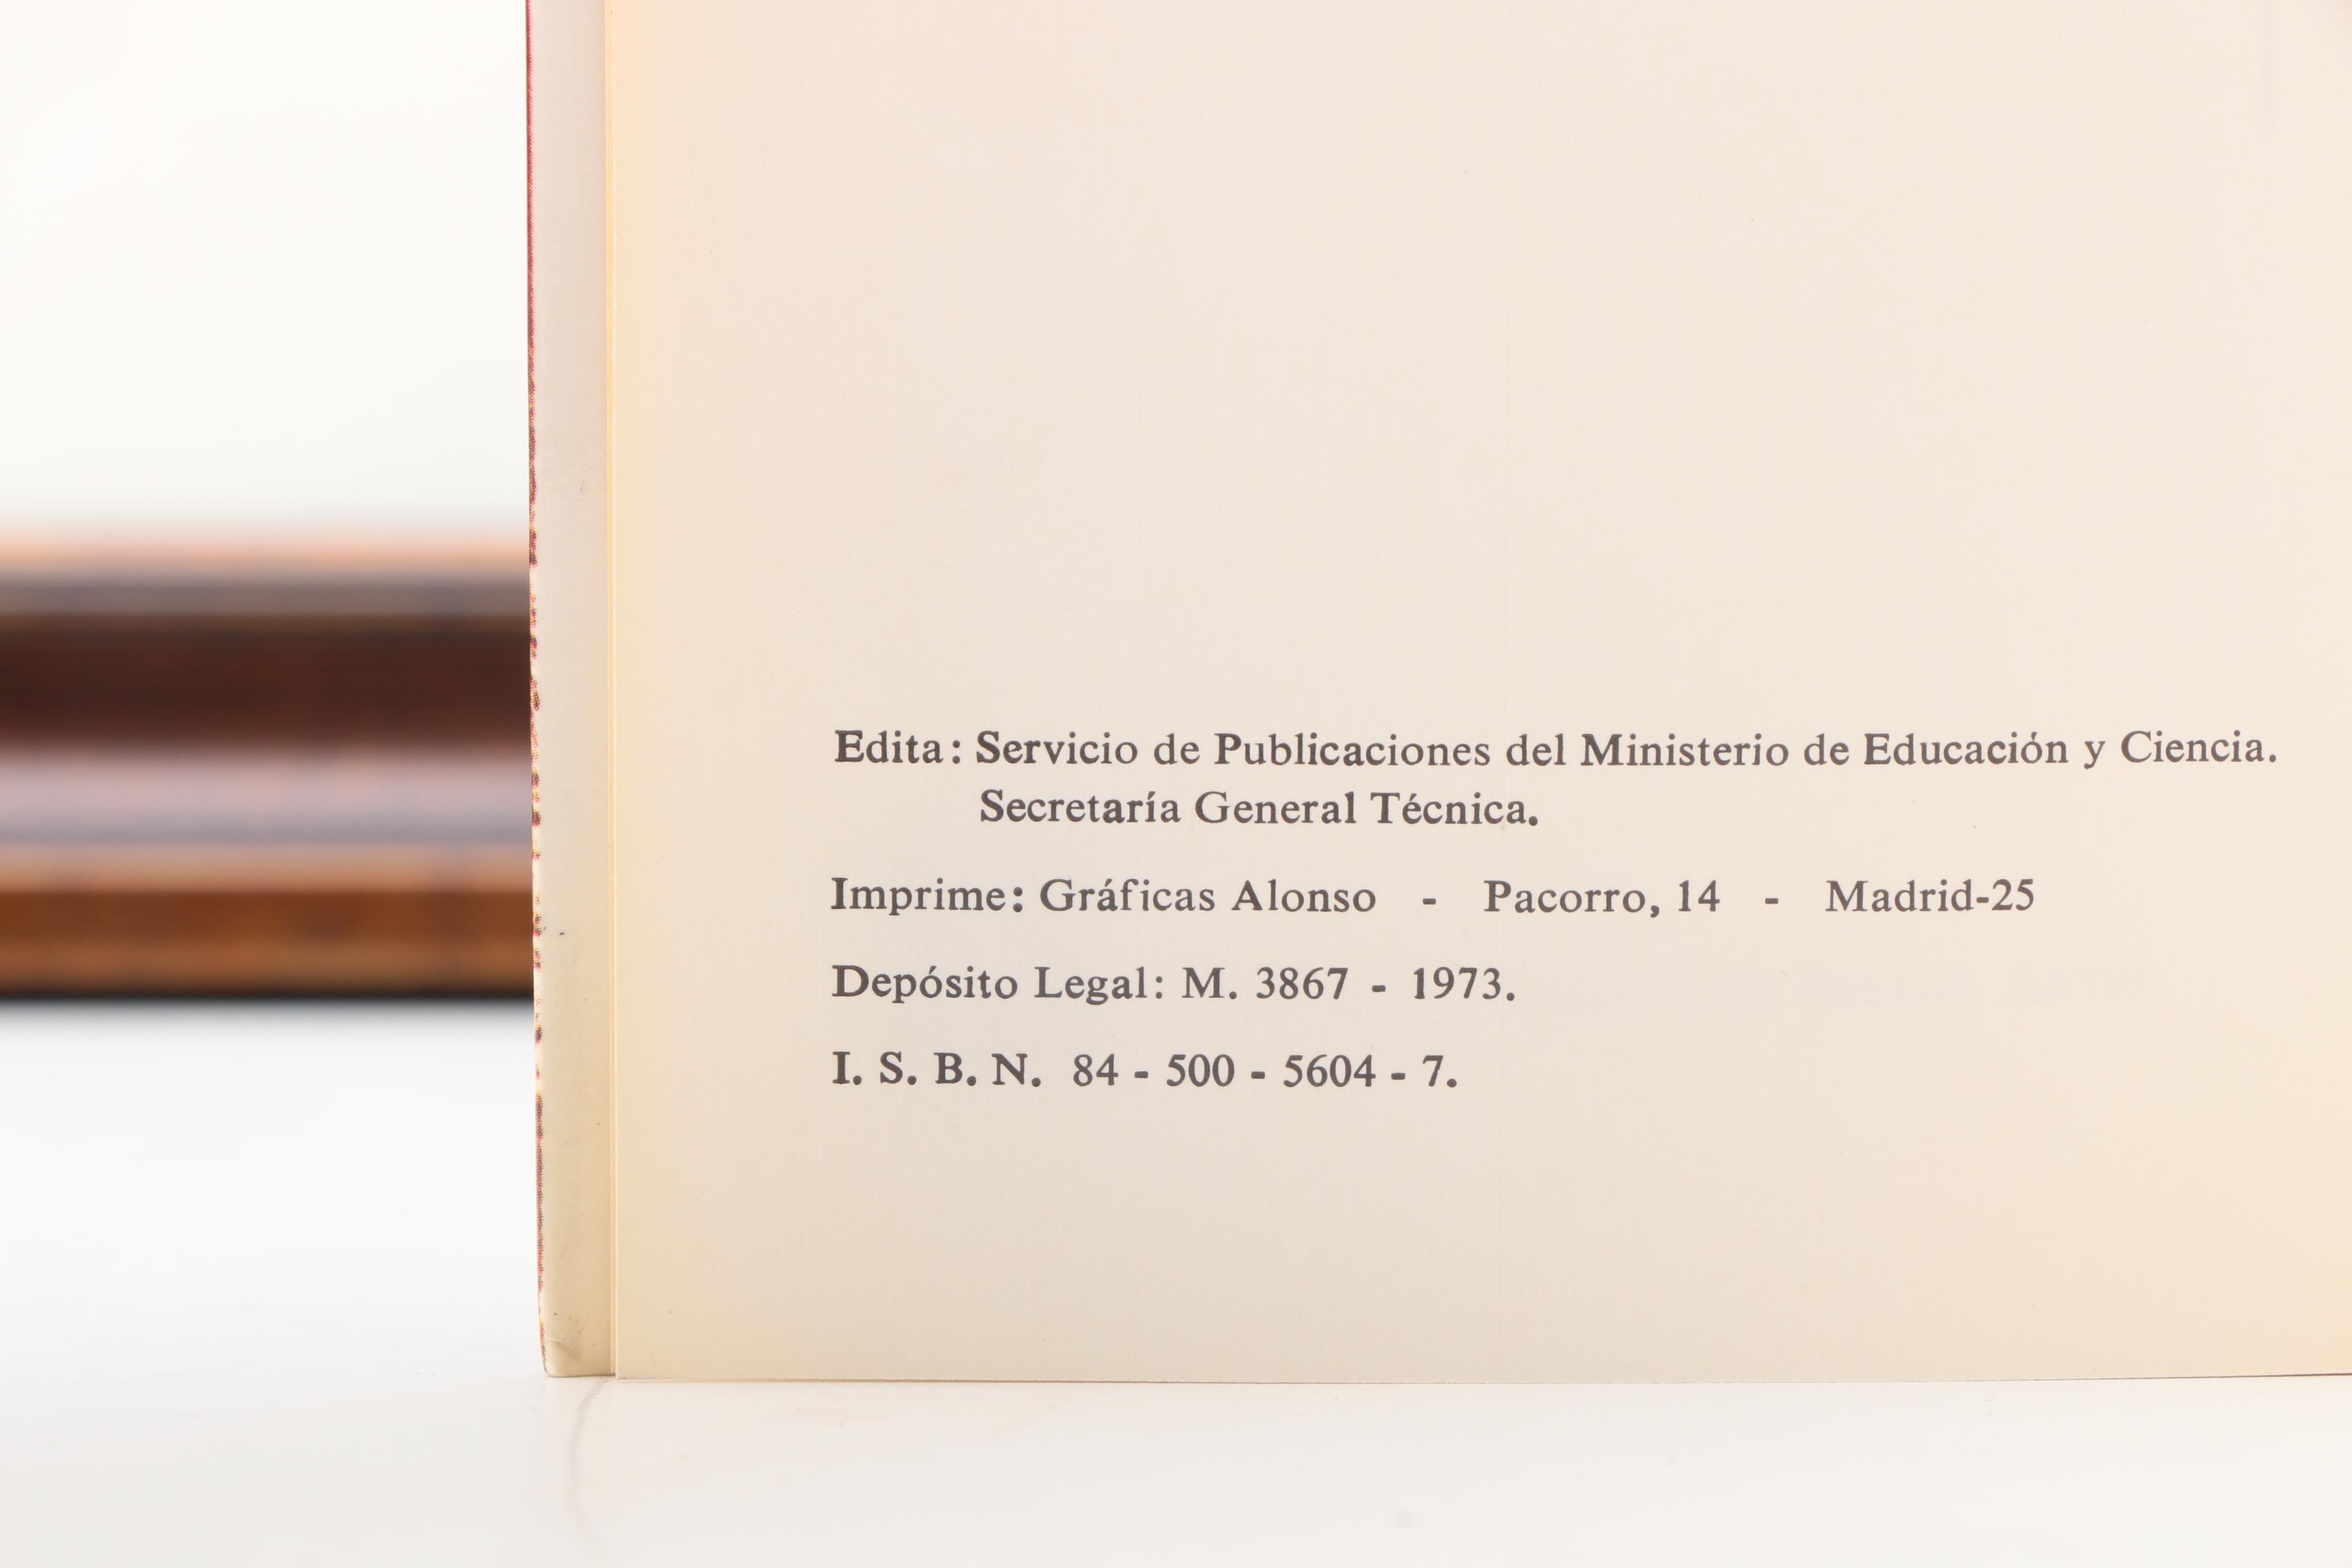 Edita: Servicio de Publicaciones del Ministerio de Educación y Ciencia.
Secretaría General Técnica.
Imprime: Gráficas Alonso - Pacorro, 14 - Madrid-25
Depósito Legal: M. 3867 - 1973.
I. S. B. N. 84 - 500 - 5604 - 7.